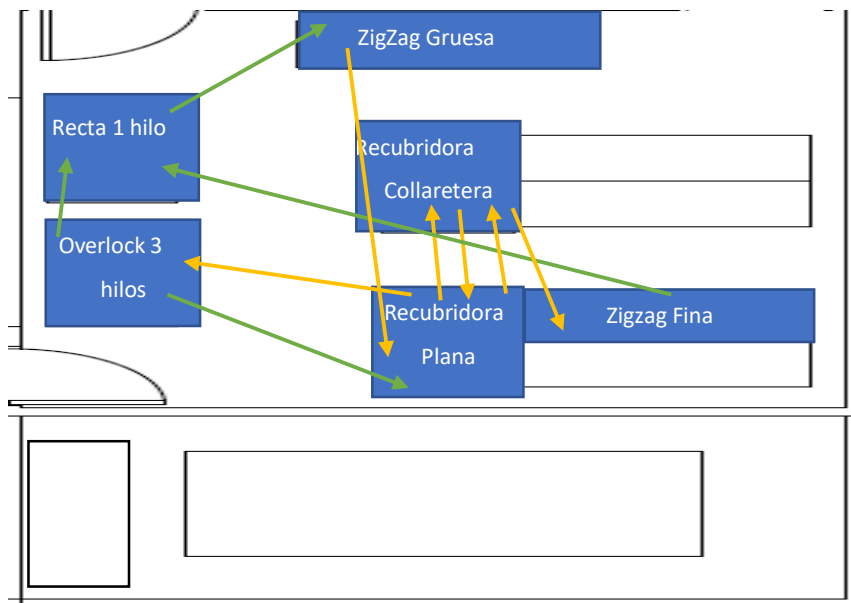 ZigZag Gruesa
Recta 1 hilo
Recubridora
Collaretera
Overlock 3
hilos
Recubridora
Plana
Zigzag Fina